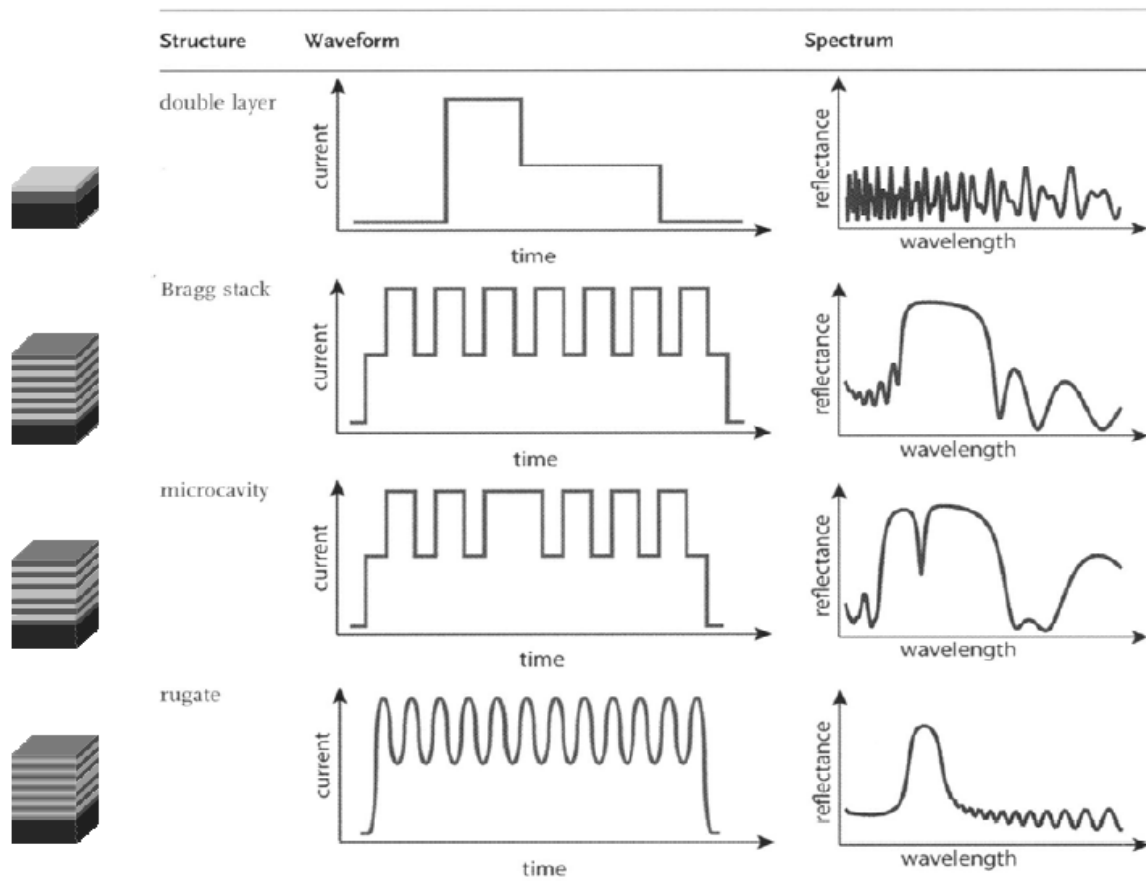 Structure Waveform Spectrum
double layer
current
time
reflectance
wavelength
Bragg stack
current
time
reflectance
wavelength
microcavity
current
time
reflectance
wavelength
rugate
current
time
reflectance
wavelength